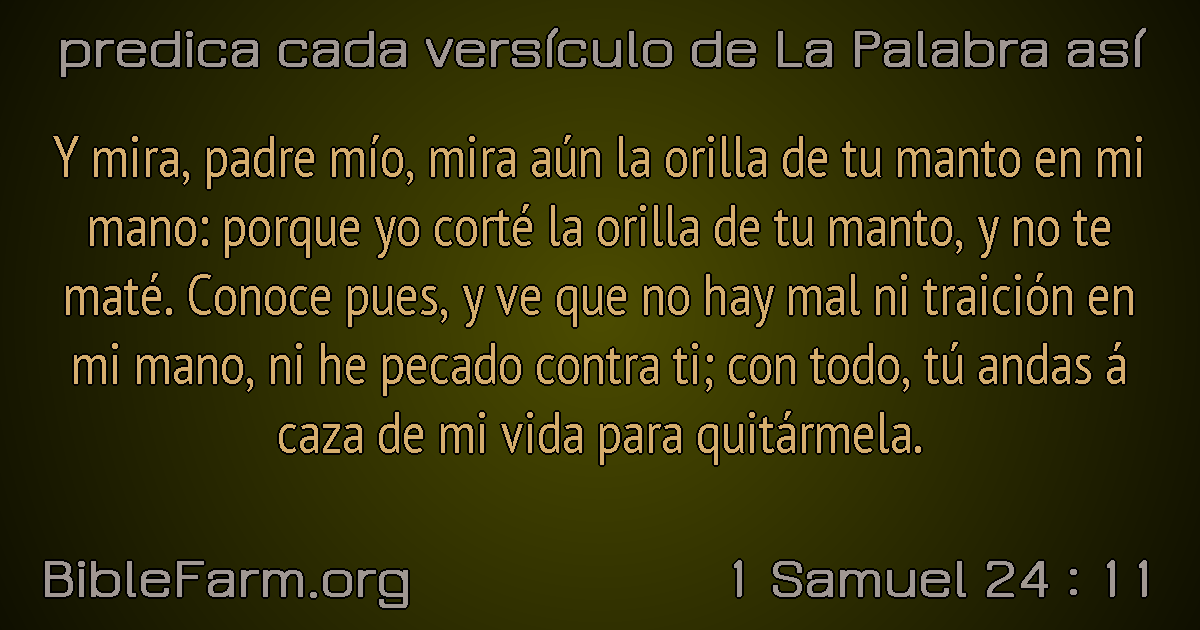 predica cada versículo de La Palabra así
Y mira, padre mío, mira aún la orilla de tu manto en mi
mano: porque yo corté la orilla de tu manto, y no te
maté. Conoce pues, y ve que no hay mal ni traición en
mi mano, ni he pecado contra ti; con todo, tú andas á
caza de mi vida para quitármela.
BibleFarm.org
1 Samuel 24 : 11